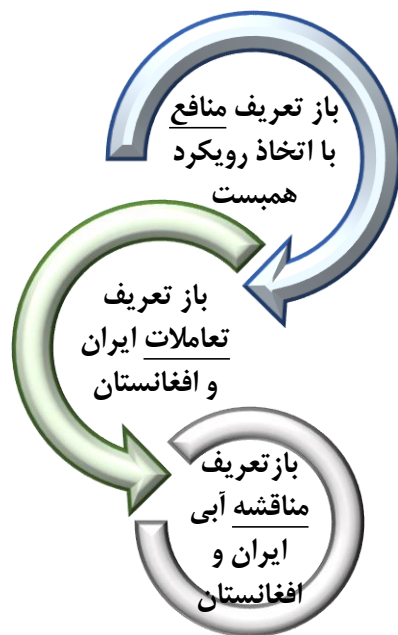 باز تعریف منافع
با اتخاذ رویکرد
همبست
باز تعریف
تعاملات ایران
و افغانستان
بازتعریف
مناقشه آبی
ایران و
افغانستان